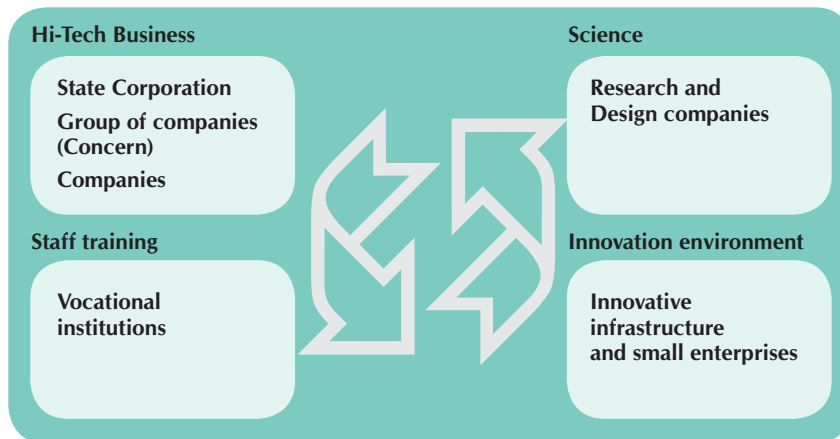 Hi-Tech Business
State Corporation
Group of companies
(Concern)
Companies
Science
Research and
Design companies
Staff training
Vocational
institutions
Innovation environment
Innovative
infrastructure
and small enterprises